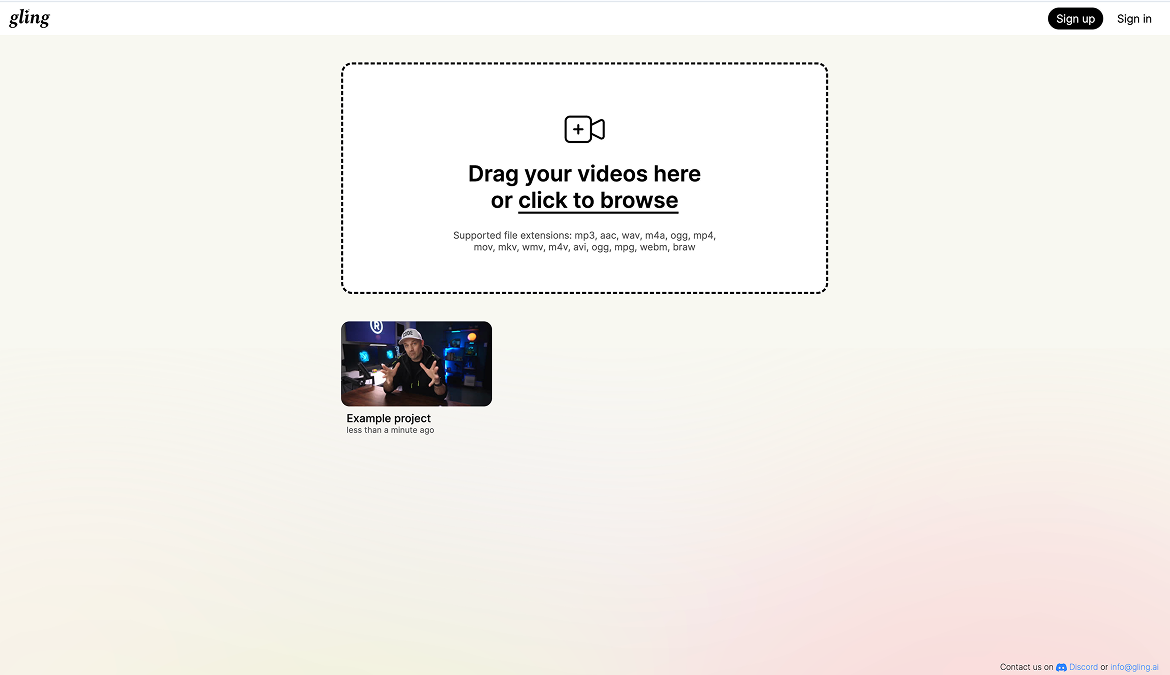 gling
Sign up
Sign in
Drag your videos here
or click to browse
Supported file extensions: mp3, aac, wav, m4a, ogg, mp4,
mov, mkv, wmv, m4v, avi, ogg, mpg, webm, braw
®
Example project
less than a minute ago
Contact us on Discord or info@gling.ai